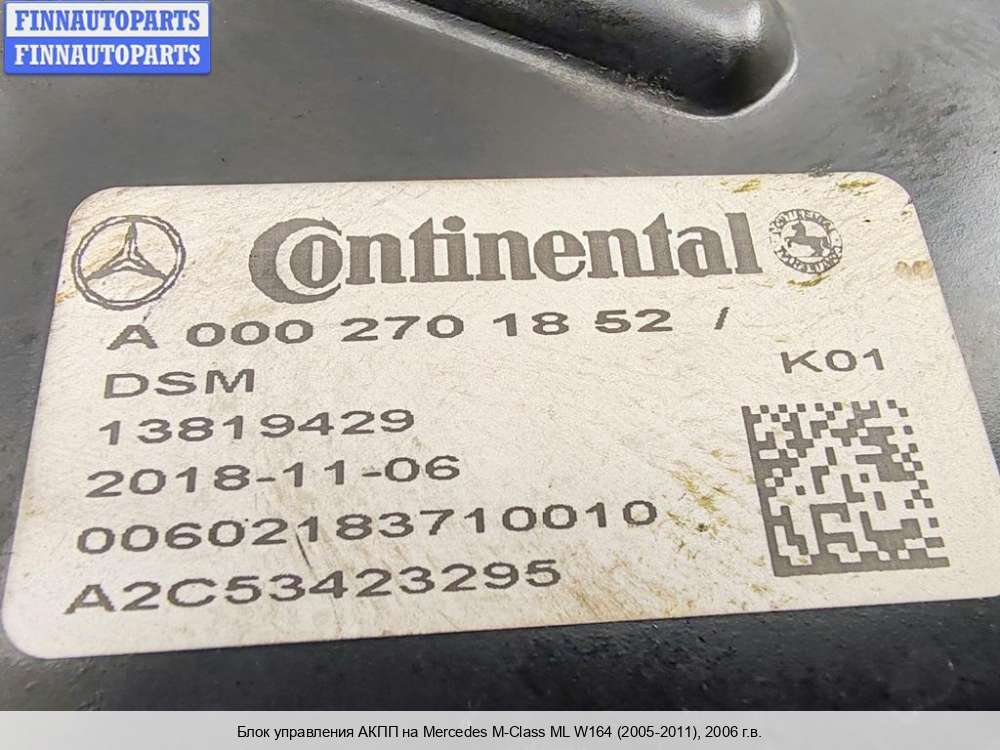 FINNAUTOPARTS
FINNAUTOPARTS
Continental
A 000 270 18 52 /
K01
DSM
13819429
2018-11-06
00602183710010
A2C53423295
Блок управления АКПП на Mercedes M-Class ML W164 (2005-2011), 2006 г.в.